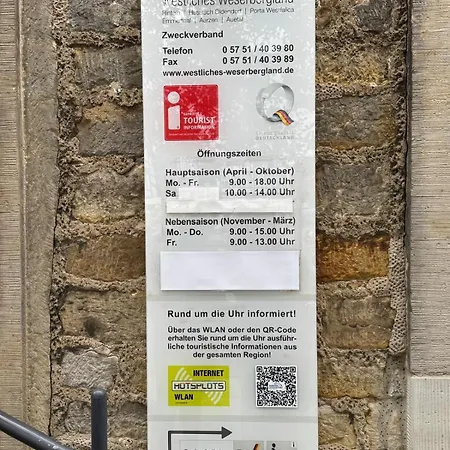 Westliches Weserbergland
Rinteln | Hessisch Oldendorf | Porta Westfalica
Emmerthal | Aerzen | Auetal
Zweckverband
Telefon 0 57 51 / 40 39 80
Fax 0 57 51 / 40 39 89
www.westliches-weserbergland.de
i
TOURIST
INFORMATION
DEUTSCHLAND
Öffnungszeiten
Hauptsaison (April - Oktober)
Mo. - Fr. 9.00 - 18.00 Uhr
Sa 10.00 - 14.00 Uhr
Nebensaison (November - März)
Mo. - Do. 9.00 - 15.00 Uhr
Fr. 9.00 - 13.00 Uhr
Rund um die Uhr informiert!
Über das WLAN oder den QR-Code
erhalten Sie rund um die Uhr ausführ-
liche touristische Informationen aus
der gesamten Region!
INTERNET
HOTSPLOTS
WLAN